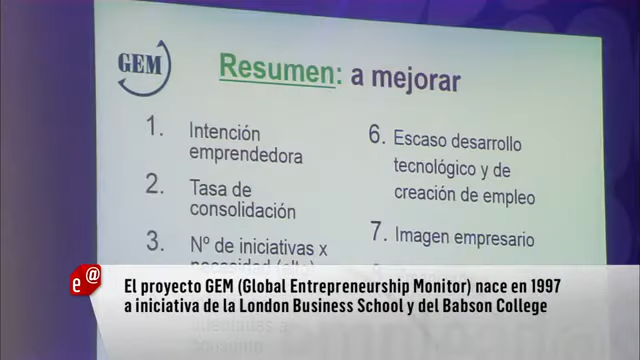 GEM
Resumen: a mejorar
1. Intención
emprendedora
2. Tasa de
consolidación
3. Nº de iniciativas x
necesidad (alto)
6. Escaso desarrollo
tecnológico y de
creación de empleo
7. Imagen empresario
e@
El proyecto GEM (Global Entrepreneurship Monitor) nace en 1997
a iniciativa de la London Business School y del Babson College